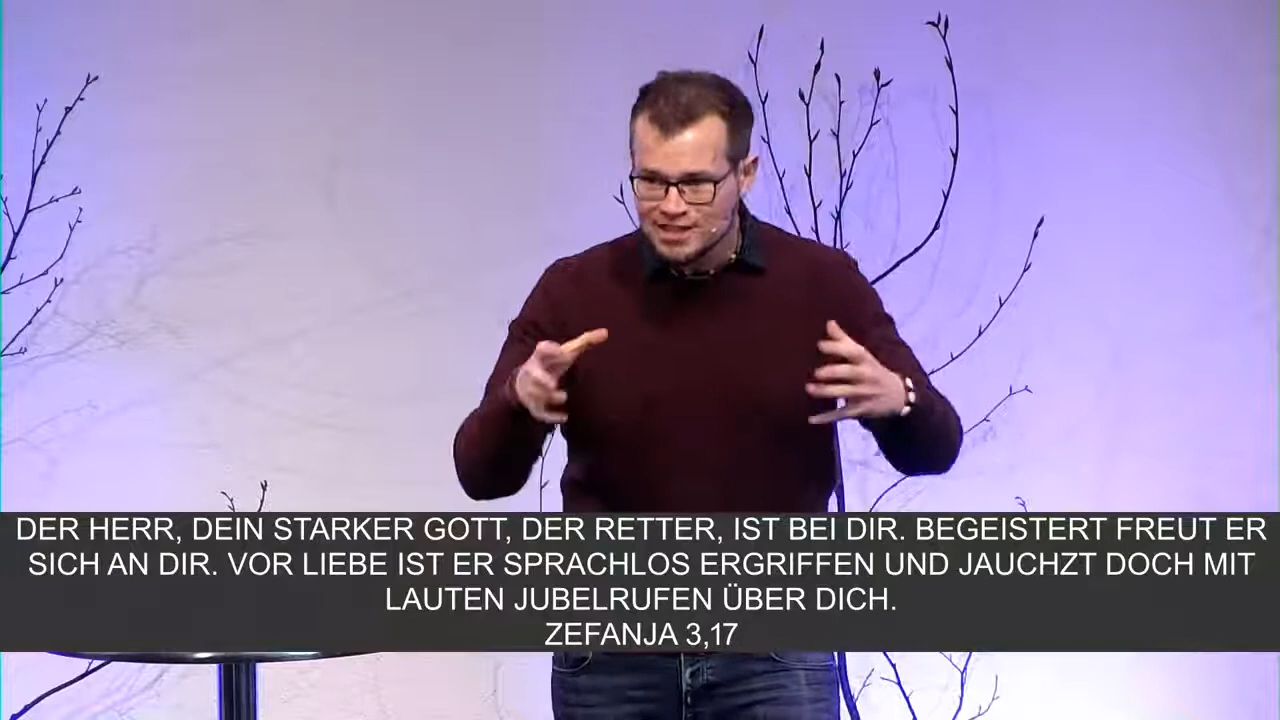 DER HERR, DEIN STARKER GOTT, DER RETTER, IST BEI DIR. BEGEISTERT FREUT ER
SICH AN DIR. VOR LIEBE IST ER SPRACHLOS ERGRIFFEN UND JAUCHZT DOCH MIT
LAUTEN JUBELRUFEN ÜBER DICH.
ZEFANJA 3,17